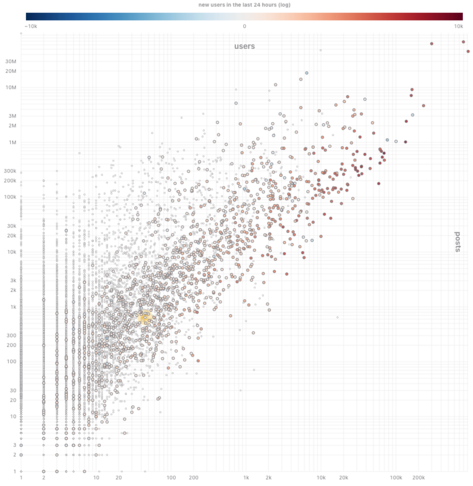 new users in the last 24 hours (log)
-10k 0 10k
users
30M
20M
10M
3M
2M
1M
300k
200k
100k
30k
20k
10k
3k
2k
1k
posts
300
200
100
30
20
10
3
2
1
1 2 10 20 100 200 1k 2k 10k 20k 100k 200k